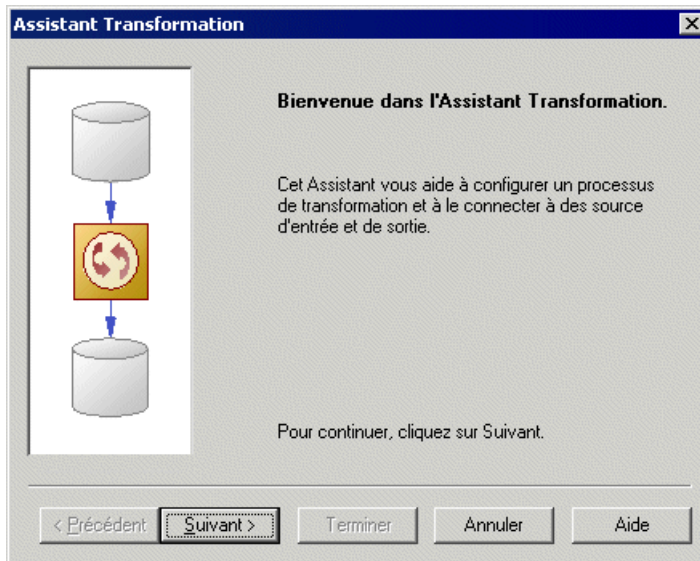 Assistant Transformation
Bienvenue dans l'Assistant Transformation.
Cet Assistant vous aide à configurer un processus
de transformation et à le connecter à des source
d'entrée et de sortie.
Pour continuer, cliquez sur Suivant.
< Précédent
Suivant >
Terminer
Annuler
Aide